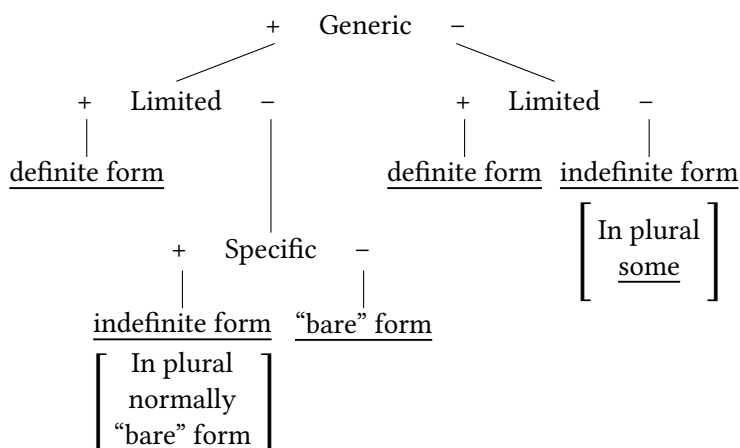 + Generic −
+ Limited − + Limited −
definite form definite form indefinite form
In plural
some
+ Specific −
indefinite form “bare” form
In plural
normally
“bare” form